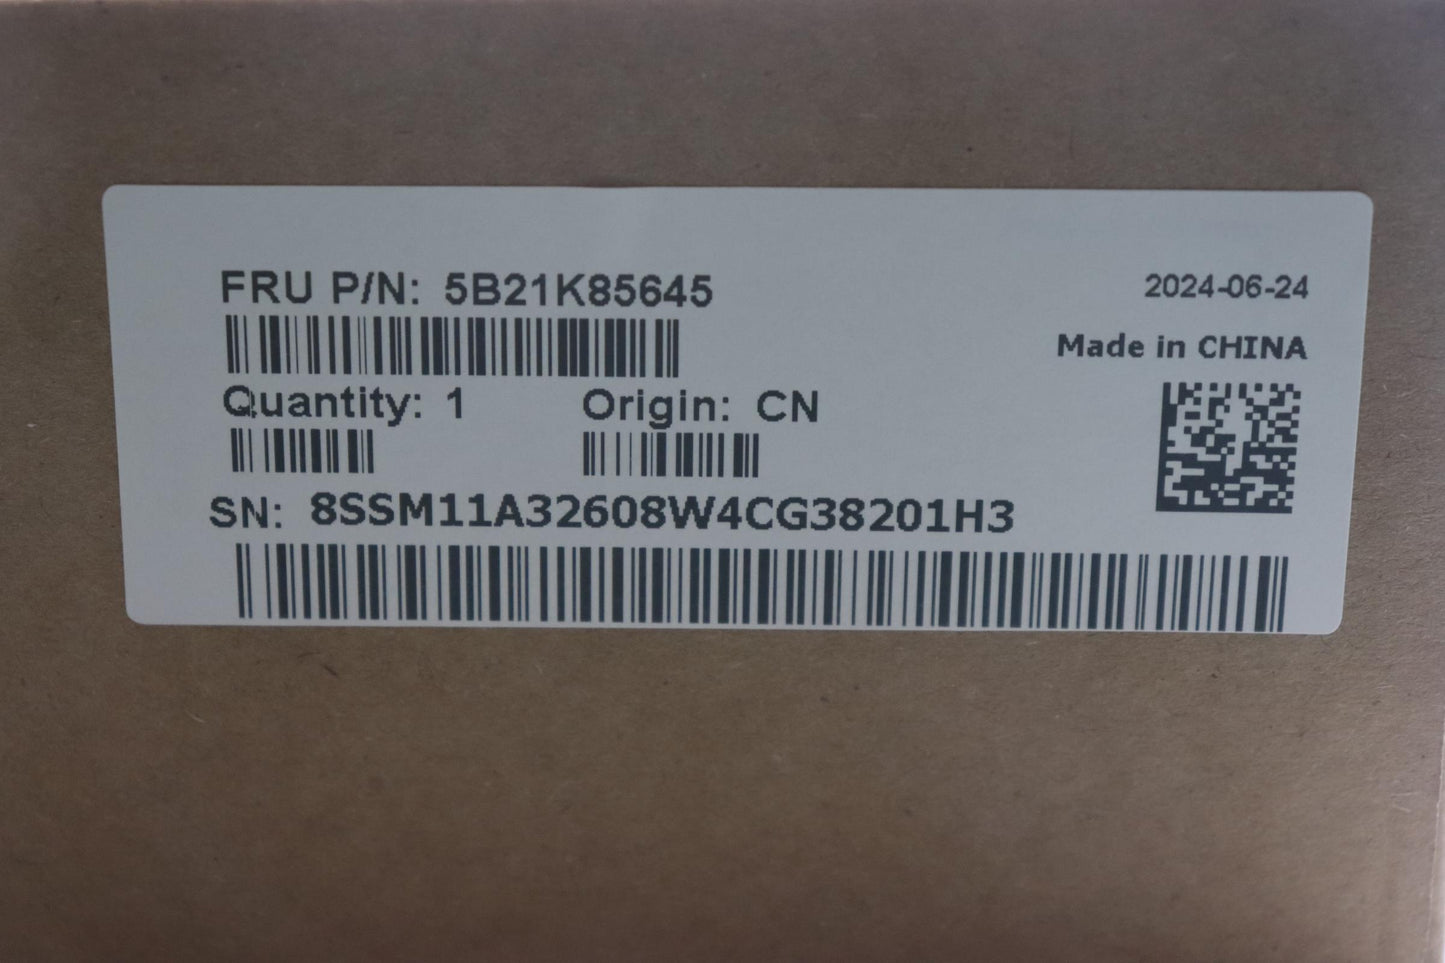 FRU P/N: 5B21K85645
2024-06-24
Made in CHINA
Quantity: 1
Origin: CN
SN: 8SSM11A32608W4CG38201H3